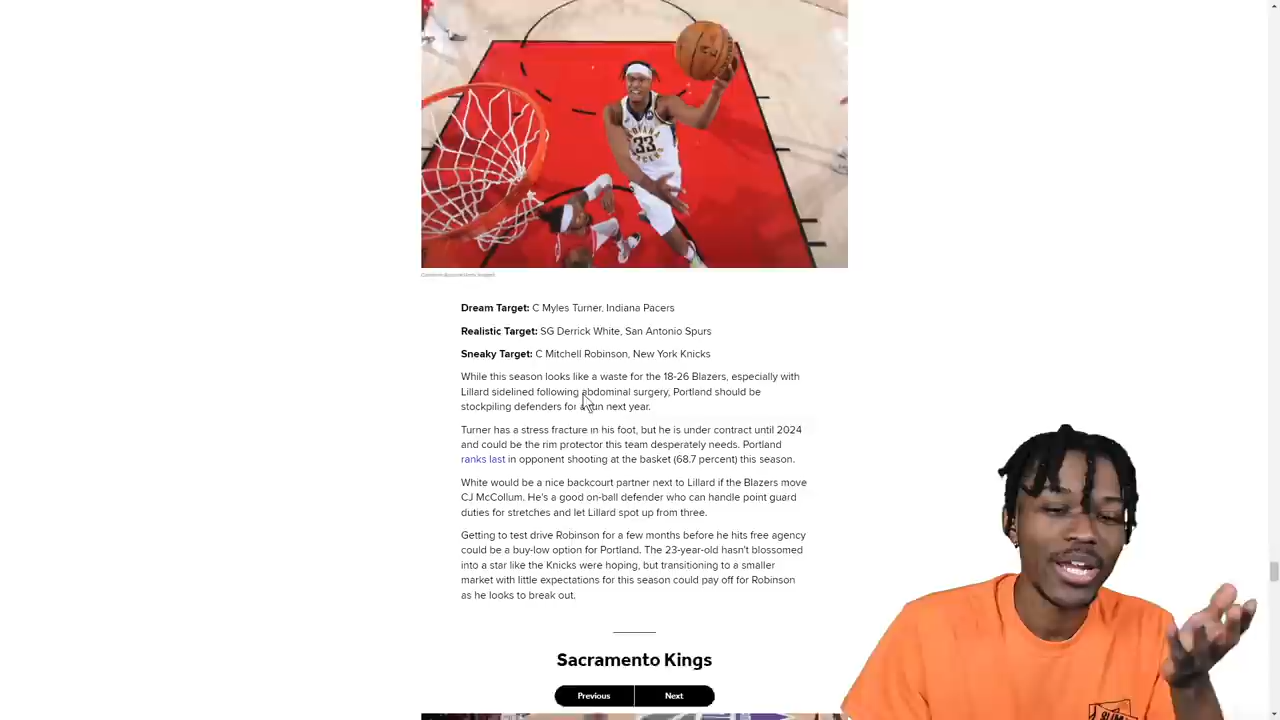 INDIANA
33
PACERS
Dream Target: C Myles Turner, Indiana Pacers
Realistic Target: SG Derrick White, San Antonio Spurs
Sneaky Target: C Mitchell Robinson, New York Knicks
While this season looks like a waste for the 18-26 Blazers, especially with
Lillard sidelined following abdominal surgery, Portland should be
stockpiling defenders for a run next year.
Turner has a stress fracture in his foot, but he is under contract until 2024
and could be the rim protector this team desperately needs. Portland
ranks last in opponent shooting at the basket (68.7 percent) this season.
White would be a nice backcourt partner next to Lillard if the Blazers move
CJ McCollum. He's a good on-ball defender who can handle point guard
duties for stretches and let Lillard spot up from three.
Getting to test drive Robinson for a few months before he hits free agency
could be a buy-low option for Portland. The 23-year-old hasn't blossomed
into a star like the Knicks were hoping, but transitioning to a smaller
market with little expectations for this season could pay off for Robinson
as he looks to break out.
Sacramento Kings
Previous Next